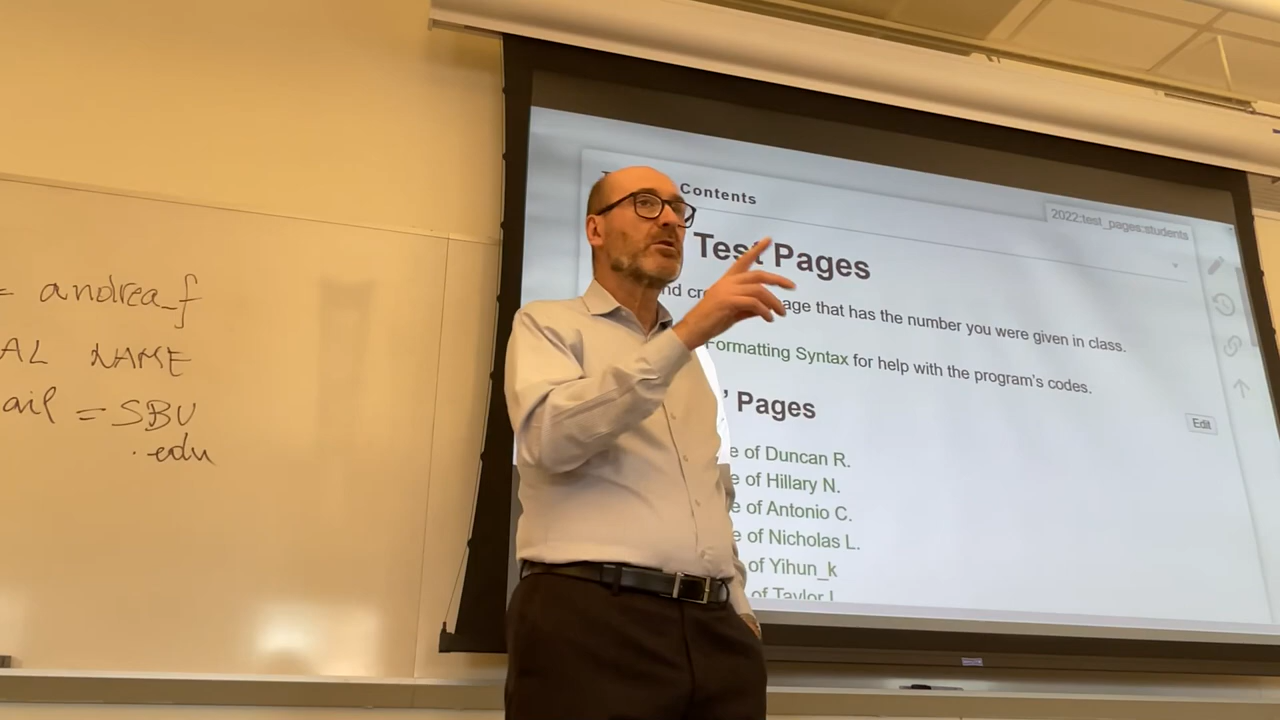 = andrea_f
AL NAME
ail = SBU
.edu
Contents
2022:test_pages:students
Test Pages
nd cr age that has the number you were given in class.
Formatting Syntax for help with the program's codes.
' Pages
Edit
e of Duncan R.
e of Hillary N.
e of Antonio C.
e of Nicholas L.
of Yihun_k
of Taylor